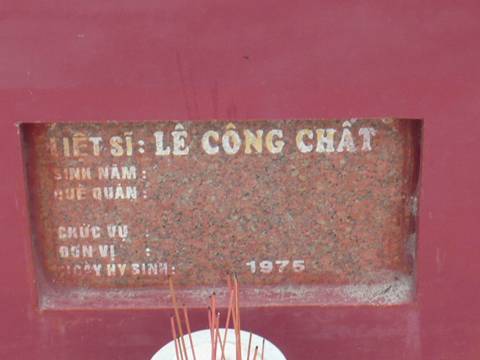 LIỆT SĨ: LÊ CÔNG CHẤT
SINH NĂM :
QUÊ QUÁN :
CHỨC VỤ :
ĐƠN VỊ :
NGÀY HY SINH: 1975